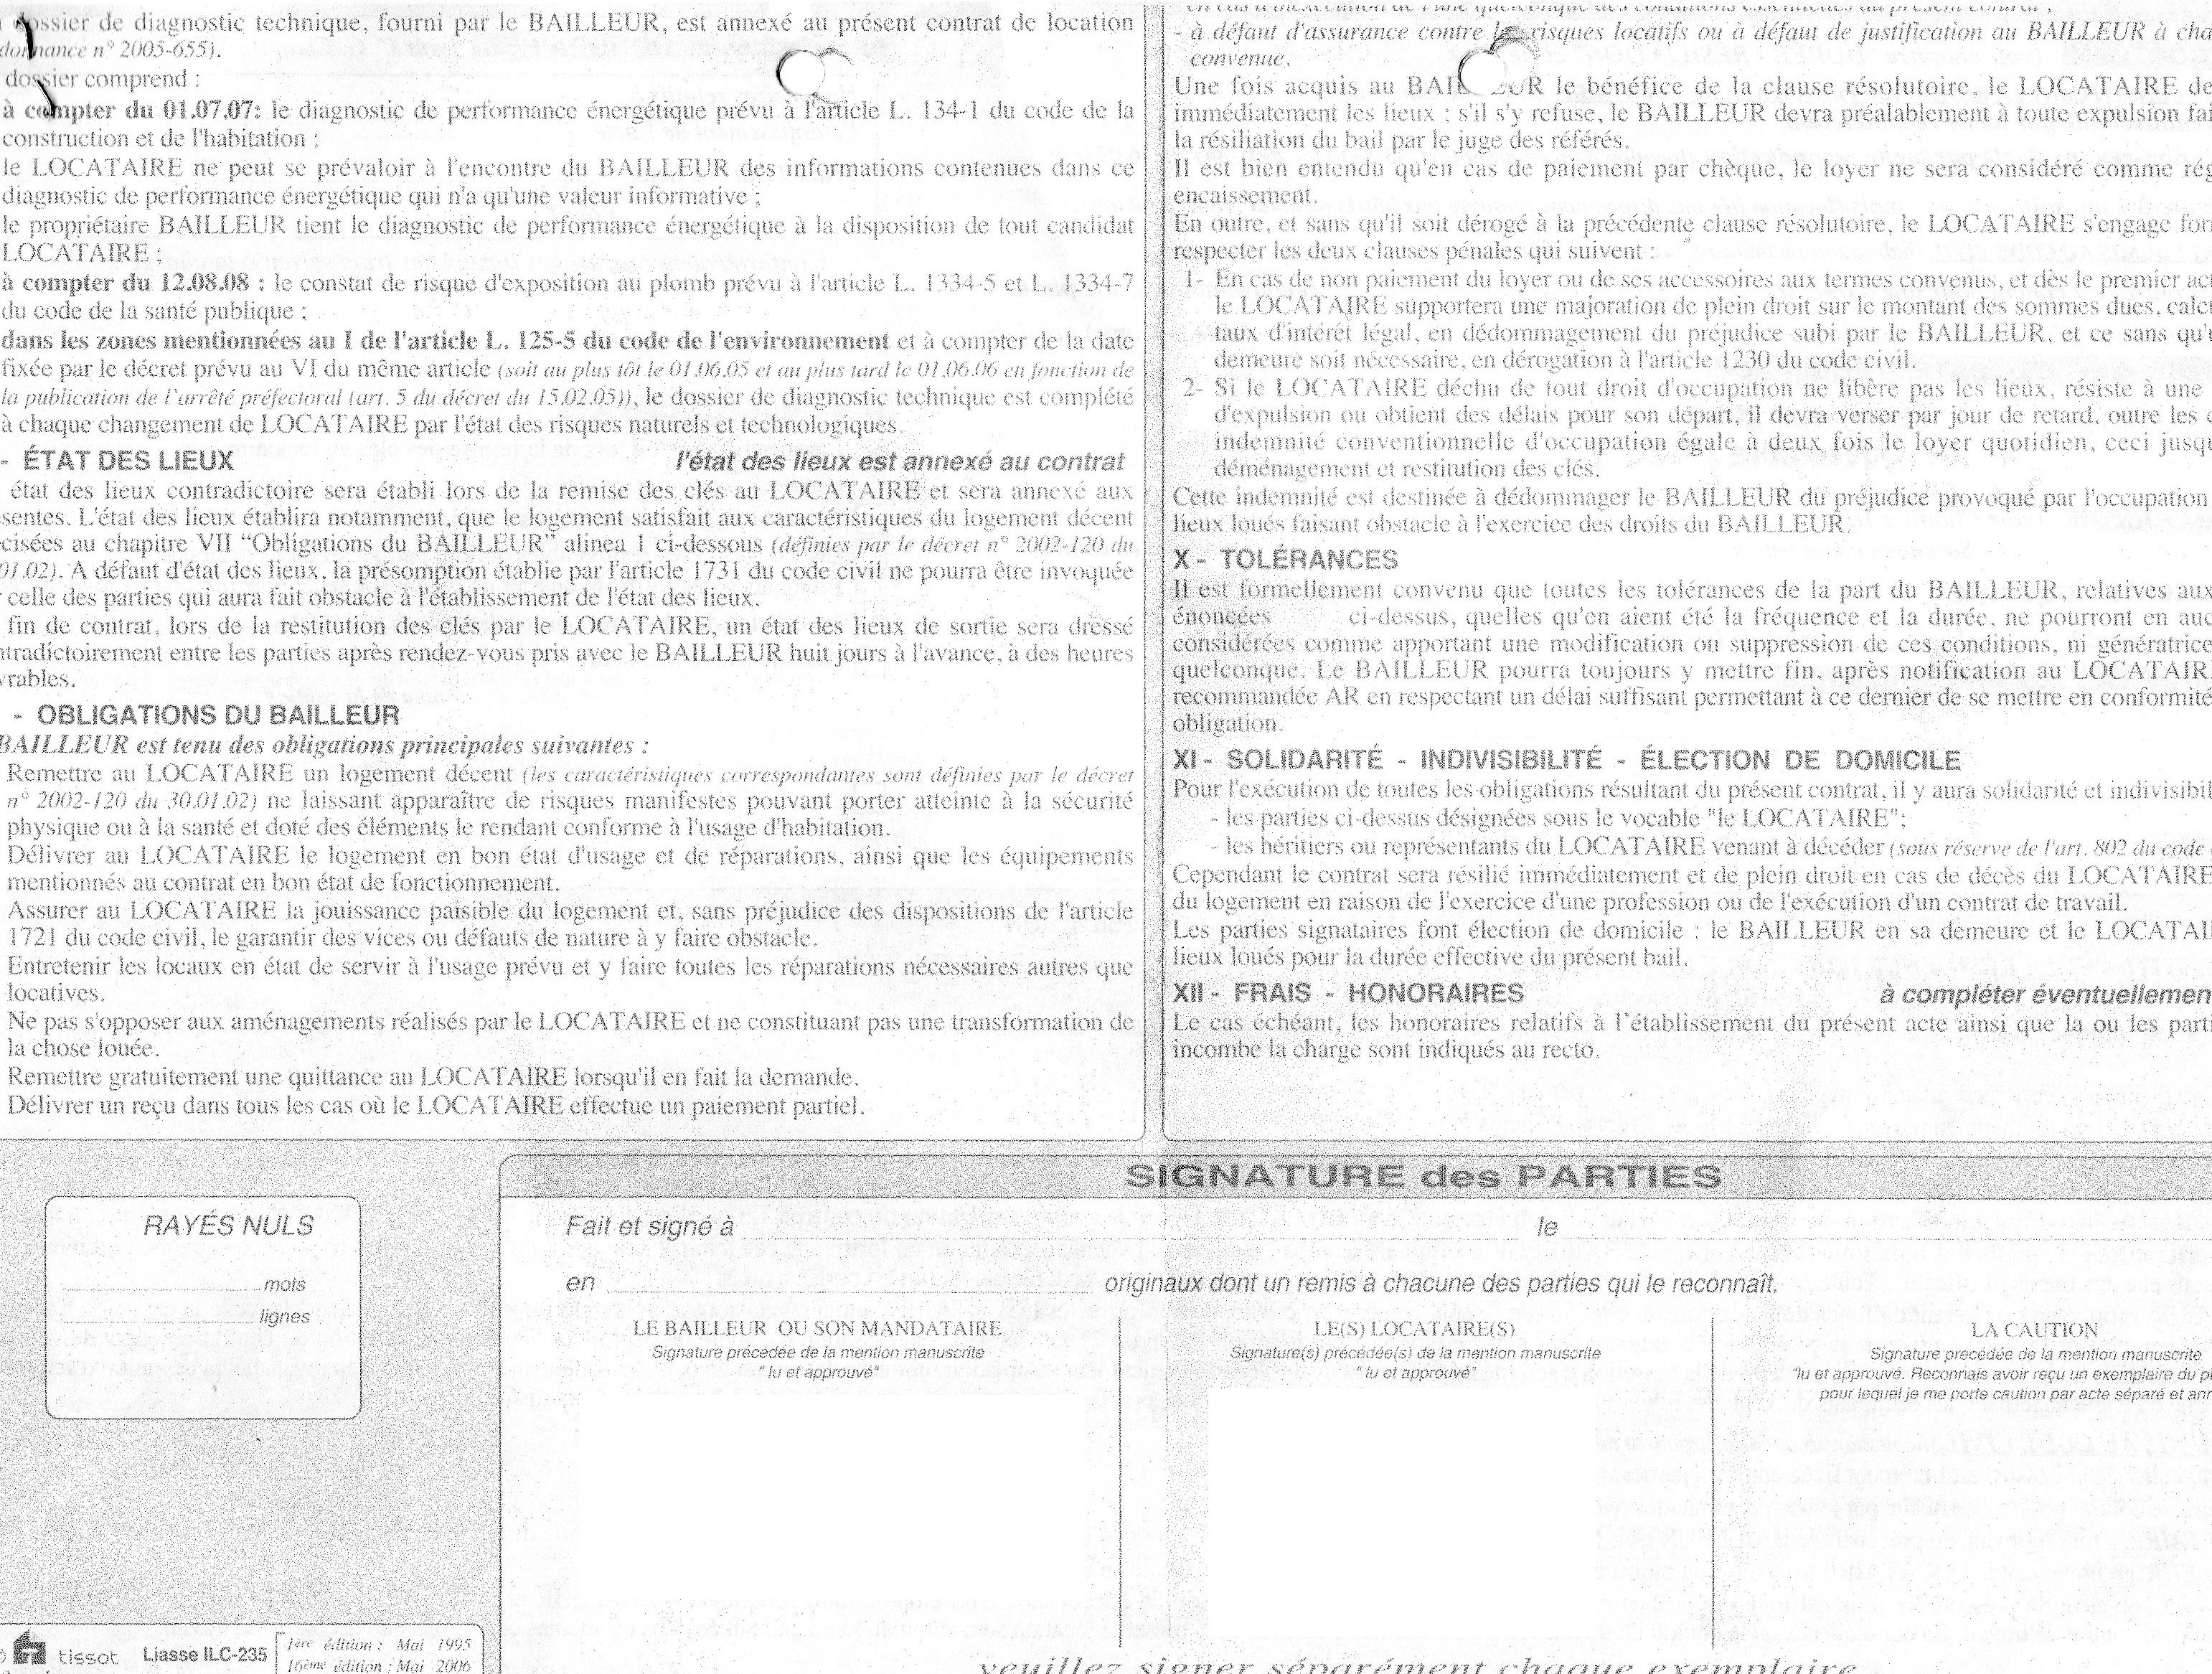 dossier de diagnostic technique, fourni par le BAILLEUR, est annexé au présent contrat de location
nance n° 2005-655).
dossier comprend :
à compter du 01.07.07: le diagnostic de performance énergétique prévu à l'article L. 134-1 du code de la
construction et de l'habitation ;
le LOCATAIRE ne peut se prévaloir à l'encontre du BAILLEUR des informations contenues dans ce
diagnostic de performance énergétique qui n'a qu'une valeur informative ;
le propriétaire BAILLEUR tient le diagnostic de performance énergétique à la disposition de tout candidat
LOCATAIRE ;
à compter du 12.08.08 : le constat de risque d'exposition au plomb prévu à l'article L. 1334-5 et L. 1334-7
du code de la santé publique ;
dans les zones mentionnées au I de l'article L. 125-5 du code de l'environnement et à compter de la date
fixée par le décret prévu au VI du même article (soit au plus tôt le 01.06.05 et au plus tard le 01.06.06 en fonction de
la publication de l'arrêté préfectoral (art. 5 du décret du 15.02.05)), le dossier de diagnostic technique est complété
à chaque changement de LOCATAIRE par l'état des risques naturels et technologiques.
- ÉTAT DES LIEUX l'état des lieux est annexé au contrat
état des lieux contradictoire sera établi lors de la remise des clés au LOCATAIRE et sera annexé aux
sentes. L'état des lieux établira notamment, que le logement satisfait aux caractéristiques du logement décent
cisées au chapitre VII “Obligations du BAILLEUR” alinea 1 ci-dessous (définies par le décret n° 2002-120 du
01.02). A défaut d'état des lieux, la présomption établie par l'article 1731 du code civil ne pourra être invoquée
celle des parties qui aura fait obstacle à l'établissement de l'état des lieux.
fin de contrat, lors de la restitution des clés par le LOCATAIRE, un état des lieux de sortie sera dressé
ntradictoirement entre les parties après rendez-vous pris avec le BAILLEUR huit jours à l'avance, à des heures
vrables.
- OBLIGATIONS DU BAILLEUR
BAILLEUR est tenu des obligations principales suivantes :
Remettre au LOCATAIRE un logement décent (les caractéristiques correspondantes sont définies par le décret
n° 2002-120 du 30.01.02) ne laissant apparaître de risques manifestes pouvant porter atteinte à la sécurité
physique ou à la santé et doté des éléments le rendant conforme à l'usage d'habitation.
Délivrer au LOCATAIRE le logement en bon état d'usage et de réparations, ainsi que les équipements
mentionnés au contrat en bon état de fonctionnement.
Assurer au LOCATAIRE la jouissance paisible du logement et, sans préjudice des dispositions de l'article
1721 du code civil, le garantir des vices ou défauts de nature à y faire obstacle.
Entretenir les locaux en état de servir à l'usage prévu et y faire toutes les réparations nécessaires autres que
locatives.
Ne pas s'opposer aux aménagements réalisés par le LOCATAIRE et ne constituant pas une transformation de
la chose louée.
Remettre gratuitement une quittance au LOCATAIRE lorsqu'il en fait la demande.
Délivrer un reçu dans tous les cas où le LOCATAIRE effectue un paiement partiel.
en cas d'inexécution de l'une quelconque des conditions essentielles du présent contrat ;
- à défaut d'assurance contre les risques locatifs ou à défaut de justification au BAILLEUR à cha
convenue.
Une fois acquis au BAILLEUR le bénéfice de la clause résolutoire, le LOCATAIRE de
immédiatement les lieux ; s'il s'y refuse, le BAILLEUR devra préalablement à toute expulsion fai
la résiliation du bail par le juge des référés.
Il est bien entendu qu'en cas de paiement par chèque, le loyer ne sera considéré comme rég
encaissement.
En outre, et sans qu'il soit dérogé à la précédente clause résolutoire, le LOCATAIRE s'engage for
respecter les deux clauses pénales qui suivent :
1- En cas de non paiement du loyer ou de ses accessoires aux termes convenus, et dès le premier act
le LOCATAIRE supportera une majoration de plein droit sur le montant des sommes dues, calcu
taux d'intérêt légal, en dédommagement du préjudice subi par le BAILLEUR, et ce sans qu'u
demeure soit nécessaire, en dérogation à l'article 1230 du code civil.
2- Si le LOCATAIRE déchu de tout droit d'occupation ne libère pas les lieux, résiste à une
d'expulsion ou obtient des délais pour son départ, il devra verser par jour de retard, outre les c
indemnité conventionnelle d'occupation égale à deux fois le loyer quotidien, ceci jusqu
déménagement et restitution des clés.
Cette indemnité est destinée à dédommager le BAILLEUR du préjudice provoqué par l'occupation
lieux loués faisant obstacle à l'exercice des droits du BAILLEUR.
X - TOLÉRANCES
Il est formellement convenu que toutes les tolérances de la part du BAILLEUR, relatives aux
énoncées ci-dessus, quelles qu'en aient été la fréquence et la durée, ne pourront en auc
considérées comme apportant une modification ou suppression de ces conditions, ni génératrice
quelconque. Le BAILLEUR pourra toujours y mettre fin, après notification au LOCATAIR
recommandée AR en respectant un délai suffisant permettant à ce dernier de se mettre en conformité
obligation.
XI - SOLIDARITÉ - INDIVISIBILITÉ - ÉLECTION DE DOMICILE
Pour l'exécution de toutes les obligations résultant du présent contrat, il y aura solidarité et indivisibil
- les parties ci-dessus désignées sous le vocable "le LOCATAIRE";
- les héritiers ou représentants du LOCATAIRE venant à décéder (sous réserve de l'art. 802 du code
Cependant le contrat sera résilié immédiatement et de plein droit en cas de décès du LOCATAIRE
du logement en raison de l'exercice d'une profession ou de l'exécution d'un contrat de travail.
Les parties signataires font élection de domicile : le BAILLEUR en sa demeure et le LOCATAI
lieux loués pour la durée effective du présent bail.
XII - FRAIS - HONORAIRES à compléter éventuellemen
Le cas échéant, les honoraires relatifs à l'établissement du présent acte ainsi que la ou les parti
incombe la charge sont indiqués au recto.
SIGNATURE des PARTIES
RAYÉS NULS
mots
lignes
Fait et signé à le
en originaux dont un remis à chacune des parties qui le reconnaît.
LE BAILLEUR OU SON MANDATAIRE
Signature précédée de la mention manuscrite
"lu et approuvé"
LE(S) LOCATAIRE(S)
Signature(s) précédée(s) de la mention manuscrite
"lu et approuvé"
LA CAUTION
Signature precédée de la mention manuscrite
"lu et approuvé. Reconnais avoir reçu un exemplaire du p
pour lequel je me porte caution par acte séparé et ann
tissot Liasse ILC-235
1ère édition : Mai 1995
16ème édition : Mai 2006
veuillez signer séparément chaque exemplaire